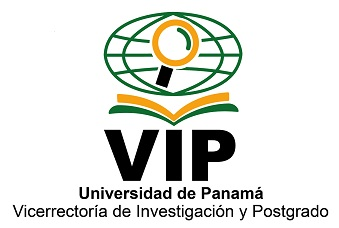 VIP
Universidad de Panamá
Vicerrectoría de Investigación y Postgrado